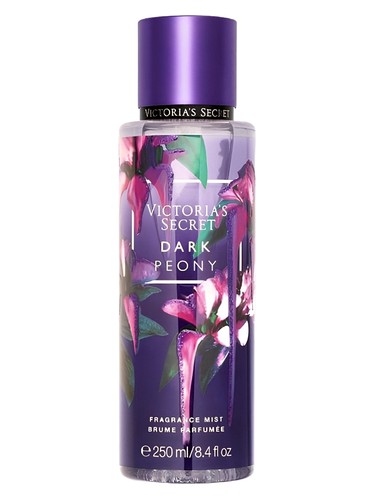 VICTORIA'S SECRET
VICTORIA'S
SECRET
DARK
PEONY
FRAGRANCE MIST
BRUME PARFUMÉE
℮ 250 ml/8.4 fl oz